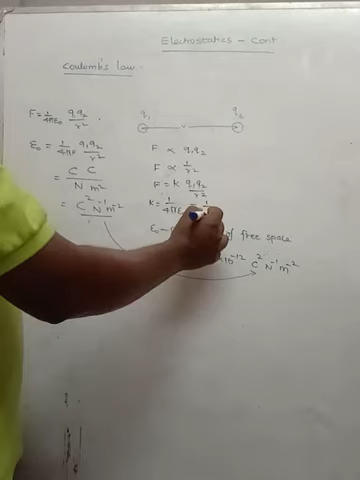 Electrostatics - Cont
Coulomb's law -
F = 1/4πε₀ q₁q₂/r² .
ε₀ = 1/4πF q₁q₂/r²
= C C / N m²
= C² N⁻¹ m⁻²
q₁ q₂
r
F ∝ q₁q₂
F ∝ 1/r²
F = K q₁q₂/r²
K = 1/4πε
ε₀ - of free space
10⁻¹² C² N⁻¹ m⁻²